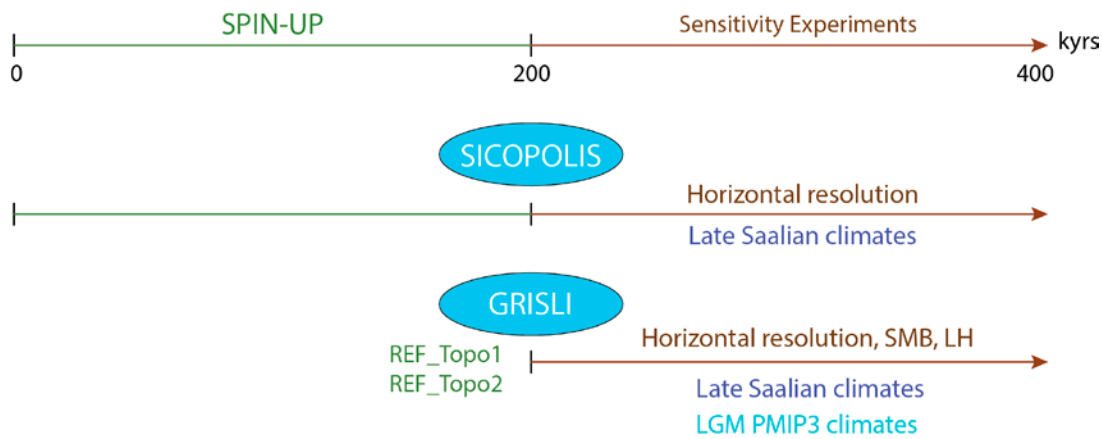 SPIN-UP
Sensitivity Experiments
kyrs
0
200
400
SICOPOLIS
Horizontal resolution
Late Saalian climates
GRISLI
REF_Topo1
REF_Topo2
Horizontal resolution, SMB, LH
Late Saalian climates
LGM PMIP3 climates